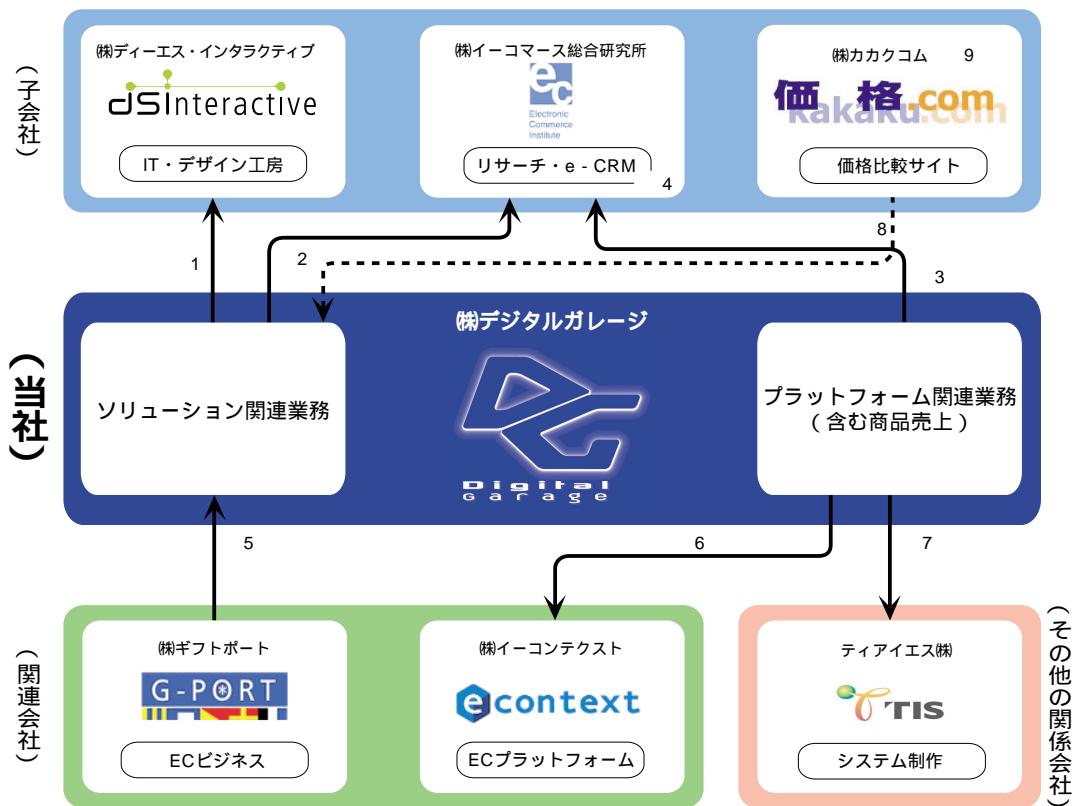 (子会社)
㈱ディーエス・インタラクティブ
dSInteractive
IT・デザイン工房
㈱イーコマース総合研究所
ec
Electronic
Commerce
Institute
リサーチ・e - CRM
4
㈱カカクコム 9
価格.com
kakaku.com
価格比較サイト
1
2
8
3
(当社)
㈱デジタルガレージ
ソリューション関連業務
DG
Digital
Garage
プラットフォーム関連業務
(含む商品売上)
5
6
7
(関連会社)
㈱ギフトポート
G-PORT
ECビジネス
㈱イーコンテクスト
econtext
ECプラットフォーム
(その他の関係会社)
ティアイエス㈱
TIS
システム制作